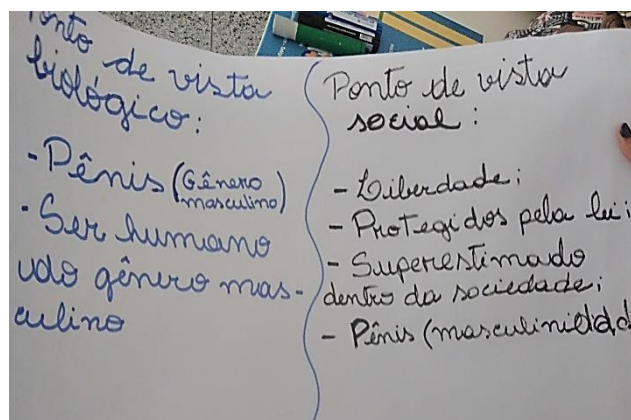 Ponto de vista
biológico:
- Pênis (Gênero
masculino)
- Ser humano
do gênero mas-
culino
Ponto de vista
social:
- Liberdade;
- Protegidos pela lei;
- Superestimado
dentro da sociedade;
- Pênis (masculinidad